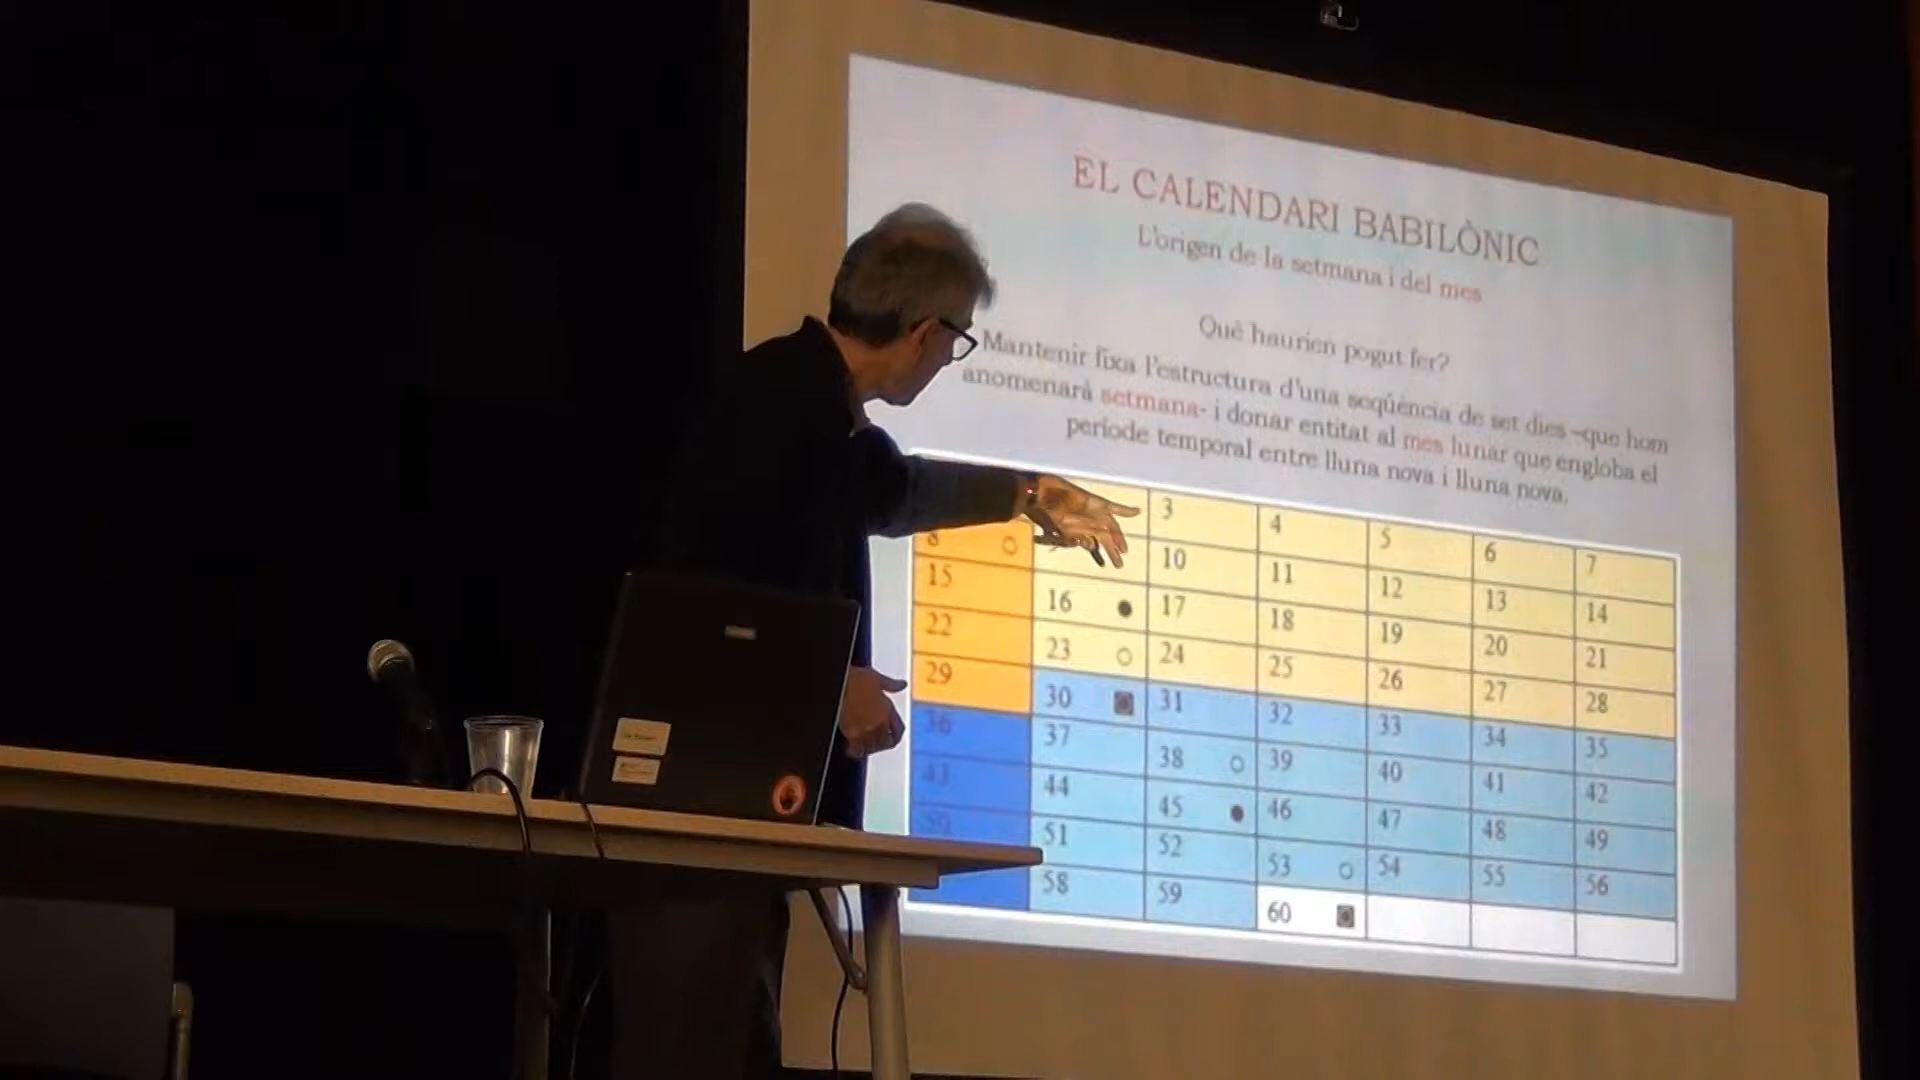 EL CALENDARI BABILÒNIC
L'origen de la setmana i del mes
Què haurien pogut fer?
Mantenir fixa l'estructura d'una seqüència de set dies -que hom
anomenarà setmana- i donar entitat al mes lunar que engloba el
període temporal entre lluna nova i lluna nova.
3 4 5 6 7
8 10 11 12 13 14
15 16 17 18 19 20 21
22 23 24 25 26 27 28
29 30 31 32 33 34 35
36 37 38 39 40 41 42
43 44 45 46 47 48 49
50 51 52 53 54 55 56
58 59 60